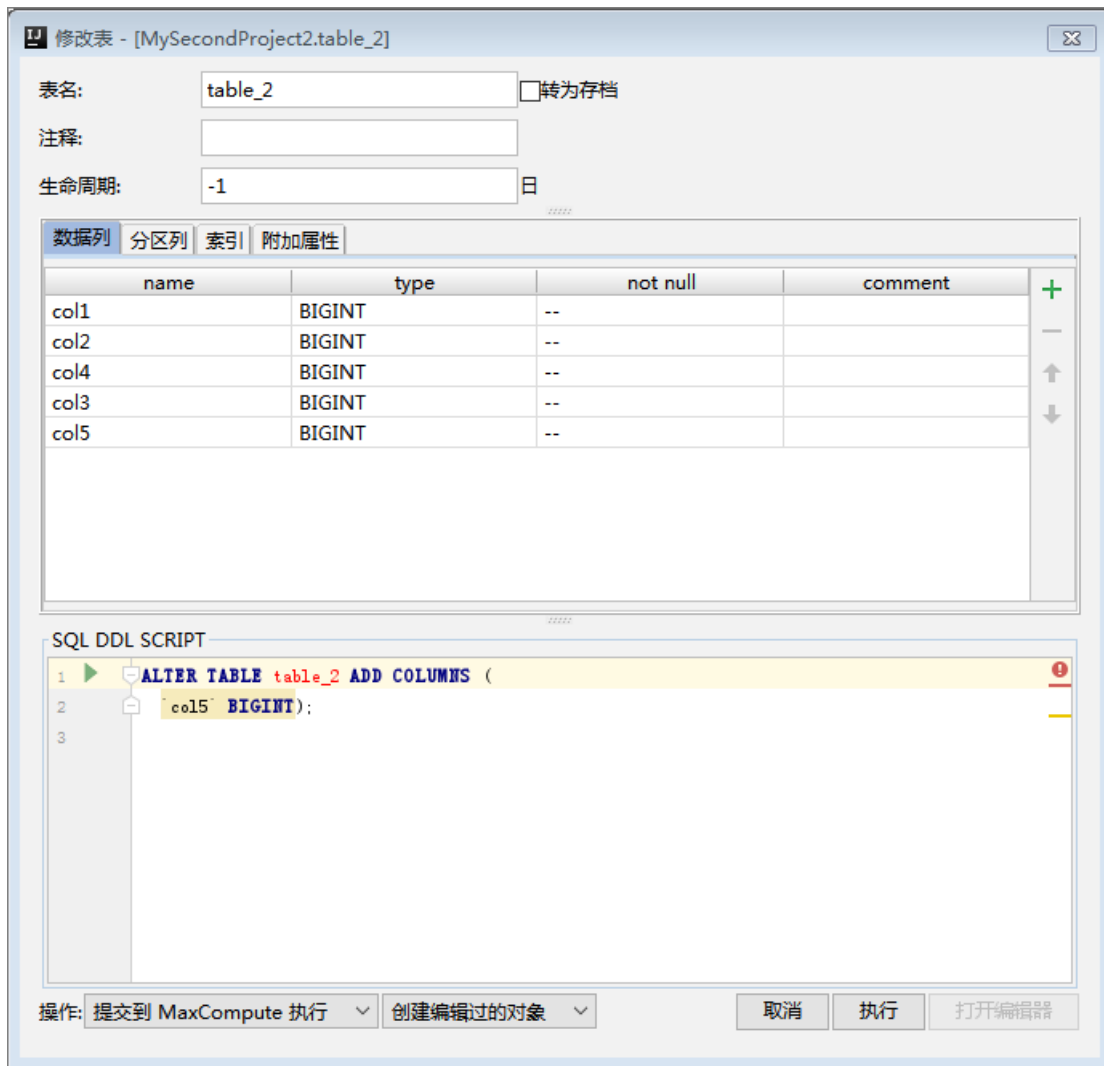 修改表 - [MySecondProject2.table_2]
表名: table_2 转为存档
注释:
生命周期: -1 日
数据列 分区列 索引 附加属性
name type not null comment
col1 BIGINT --
col2 BIGINT --
col4 BIGINT --
col3 BIGINT --
col5 BIGINT --
SQL DDL SCRIPT
1 ALTER TABLE table_2 ADD COLUMNS (
2 `col5` BIGINT);
3
操作: 提交到 MaxCompute 执行 创建编辑过的对象 取消 执行 打开编辑器